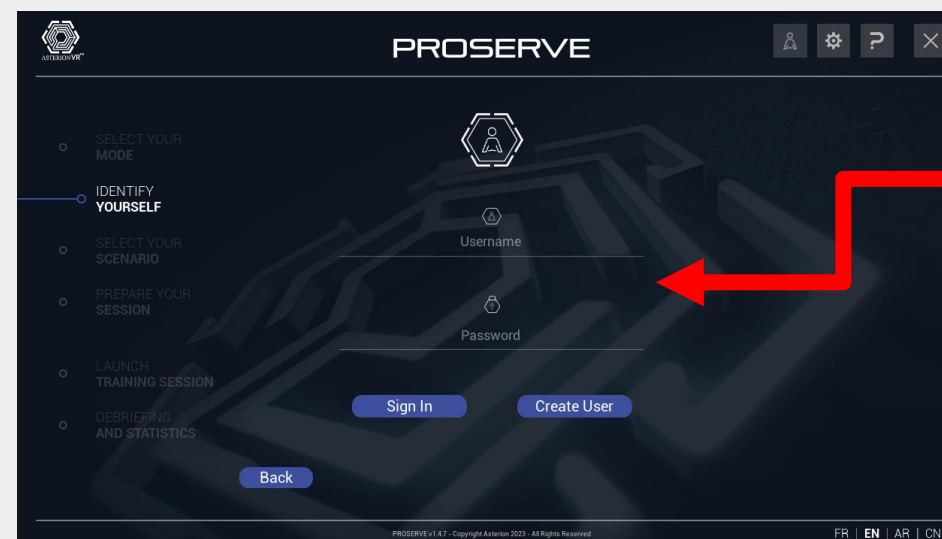 ASTERIONVR™
PROSERVE
SELECT YOUR
MODE
IDENTIFY
YOURSELF
SELECT YOUR
SCENARIO
PREPARE YOUR
SESSION
LAUNCH
TRAINING SESSION
DEBRIEFING
AND STATISTICS
Username
Password
Sign In
Create User
Back
PROSERVE v1.4.7 - Copyright Asterion 2023 - All Rights Reserved
FR | EN | AR | CN